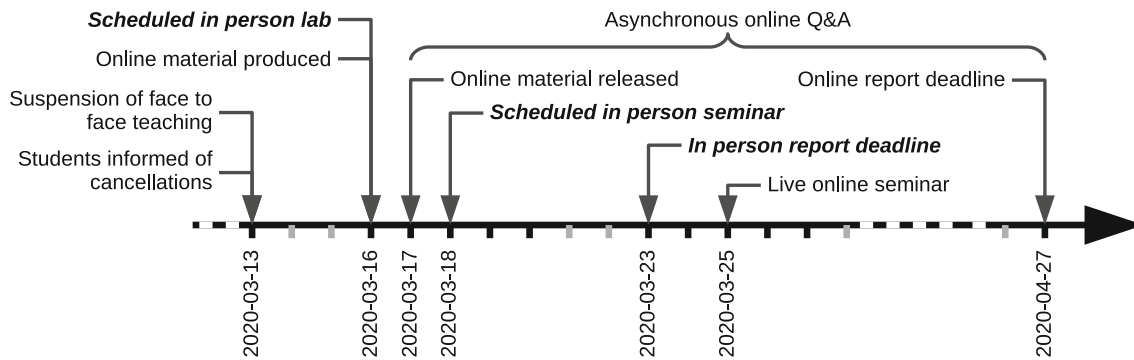 Scheduled in person lab
Asynchronous online Q&A
Online material produced
Online material released
Online report deadline
Suspension of face to
face teaching
Scheduled in person seminar
In person report deadline
Students informed of
cancellations
Live online seminar
2020-03-13
2020-03-16
2020-03-17
2020-03-18
2020-03-23
2020-03-25
2020-04-27